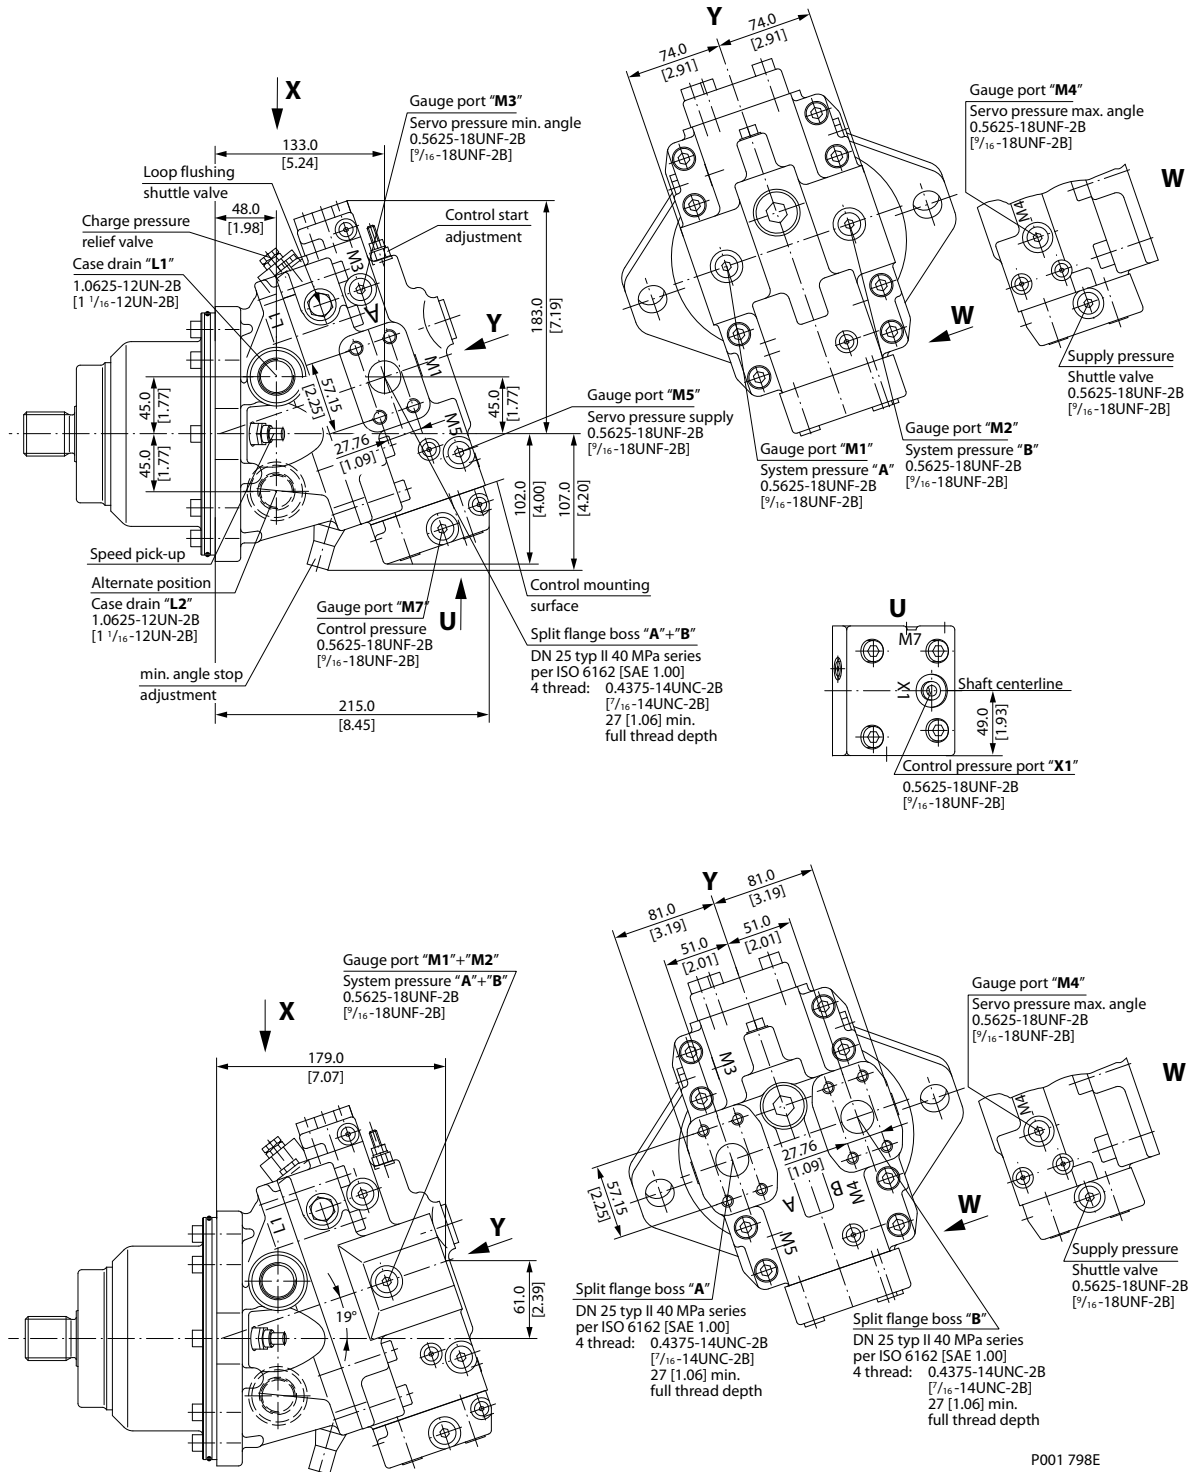 Y
74.0
[2.91]
74.0
[2.91]
X
Gauge port "M3"
Servo pressure min. angle
0.5625-18UNF-2B
[9/16-18UNF-2B]
Gauge port "M4"
Servo pressure max. angle
0.5625-18UNF-2B
[9/16-18UNF-2B]
W
133.0
[5.24]
Loop flushing
shuttle valve
48.0
[1.98]
Control start
adjustment
Charge pressure
relief valve
Case drain "L1"
1.0625-12UN-2B
[1 1/16-12UN-2B]
M4
M3
A
L1
183.0
[7.19]
Y
W
M1
Supply pressure
Shuttle valve
0.5625-18UNF-2B
[9/16-18UNF-2B]
57.15
[2.25]
45.0
[1.77]
45.0
[1.77]
45.0
[1.77]
Gauge port "M5"
Servo pressure supply
0.5625-18UNF-2B
[9/16-18UNF-2B]
M5
27.76
[1.09]
Gauge port "M1"
System pressure "A"
0.5625-18UNF-2B
[9/16-18UNF-2B]
Gauge port "M2"
System pressure "B"
0.5625-18UNF-2B
[9/16-18UNF-2B]
102.0
[4.00]
107.0
[4.20]
Speed pick-up
Alternate position
Case drain "L2"
1.0625-12UN-2B
[1 1/16-12UN-2B]
Gauge port "M7"
Control pressure
0.5625-18UNF-2B
[9/16-18UNF-2B]
U
Control mounting
surface
Split flange boss "A"+"B"
DN 25 typ II 40 MPa series
per ISO 6162 [SAE 1.00]
4 thread: 0.4375-14UNC-2B
[7/16-14UNC-2B]
27 [1.06] min.
full thread depth
min. angle stop
adjustment
215.0
[8.45]
U
M7
X1
Shaft centerline
49.0
[1.93]
Control pressure port "X1"
0.5625-18UNF-2B
[9/16-18UNF-2B]
Y
81.0
[3.19]
81.0
[3.19]
51.0
[2.01]
51.0
[2.01]
Gauge port "M1"+"M2"
System pressure "A"+"B"
0.5625-18UNF-2B
[9/16-18UNF-2B]
Gauge port "M4"
Servo pressure max. angle
0.5625-18UNF-2B
[9/16-18UNF-2B]
X
179.0
[7.07]
M3
W
M4
27.76
[1.09]
57.15
[2.25]
L1
A
B
M4
M5
Y
W
61.0
[2.39]
19°
Supply pressure
Shuttle valve
0.5625-18UNF-2B
[9/16-18UNF-2B]
Split flange boss "A"
DN 25 typ II 40 MPa series
per ISO 6162 [SAE 1.00]
4 thread: 0.4375-14UNC-2B
[7/16-14UNC-2B]
27 [1.06] min.
full thread depth
Split flange boss "B"
DN 25 typ II 40 MPa series
per ISO 6162 [SAE 1.00]
4 thread: 0.4375-14UNC-2B
[7/16-14UNC-2B]
27 [1.06] min.
full thread depth
P001 798E